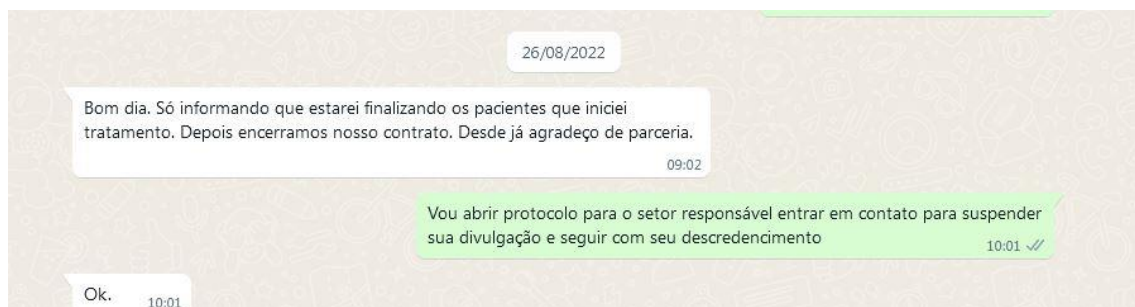 26/08/2022
Bom dia. Só informando que estarei finalizando os pacientes que iniciei
tratamento. Depois encerramos nosso contrato. Desde já agradeço de parceria.
09:02
Vou abrir protocolo para o setor responsável entrar em contato para suspender
sua divulgação e seguir com seu descredencimento
10:01
Ok.
10:01